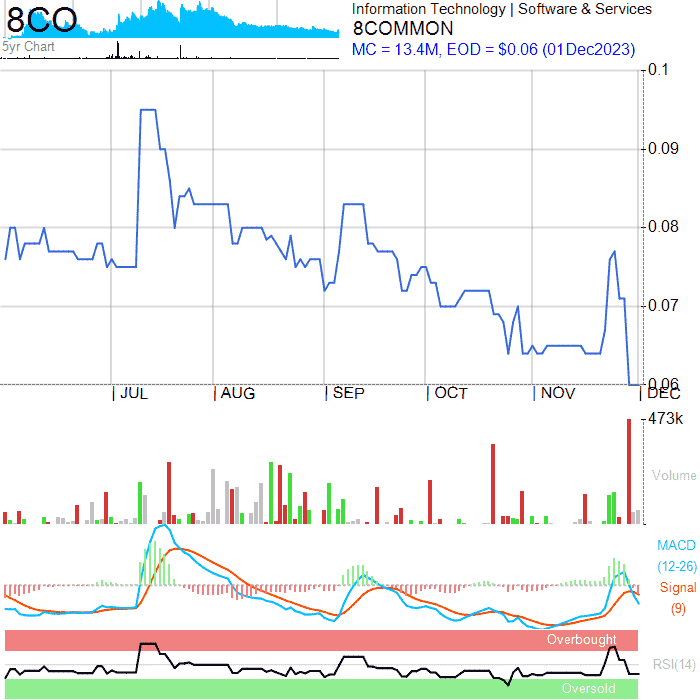 8CO
5yr Chart
Information Technology | Software & Services
8COMMON
MC = 13.4M, EOD = $0.06 (01Dec2023)
0.1
0.09
0.08
0.07
0.06
| JUL
| AUG
| SEP
| OCT
| NOV
| DEC
473k
Volume
MACD
(12-26)
Signal
(9)
Overbought
RSI(14)
Oversold